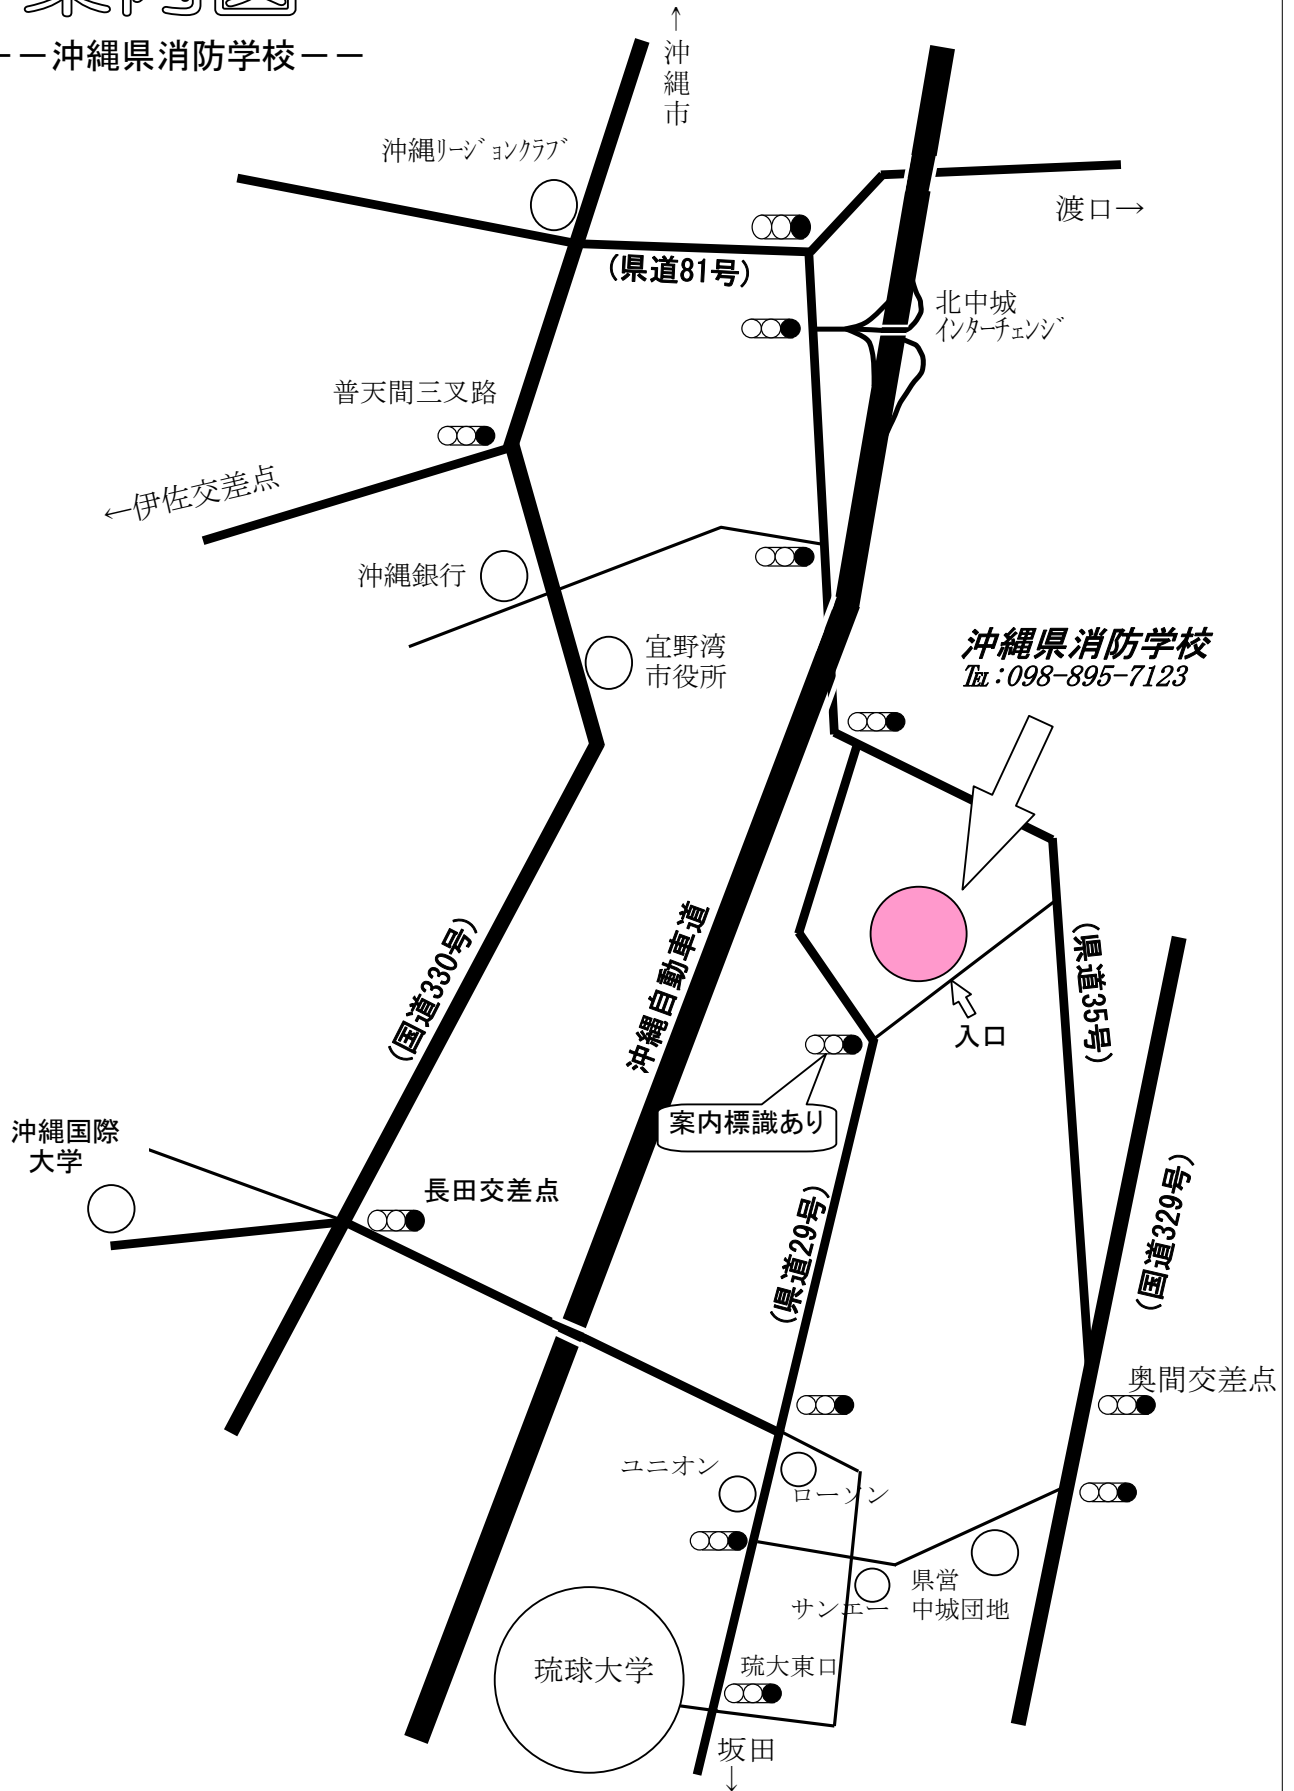 案内図
－－沖縄県消防学校－－
↑
沖縄市
沖縄ﾘｰｼﾞｮﾝｸﾗﾌﾞ
渡口→
(県道81号)
北中城
ｲﾝﾀｰﾁｪﾝｼﾞ
普天間三叉路
←伊佐交差点
沖縄銀行
宜野湾
市役所
沖縄県消防学校
℡:098-895-7123
(国道330号)
沖縄自動車道
(県道35号)
入口
案内標識あり
沖縄国際
大学
長田交差点
(県道29号)
(国道329号)
奥間交差点
ユニオン
ローソン
サンエー
県営
中城団地
琉球大学
琉大東口
坂田
↓